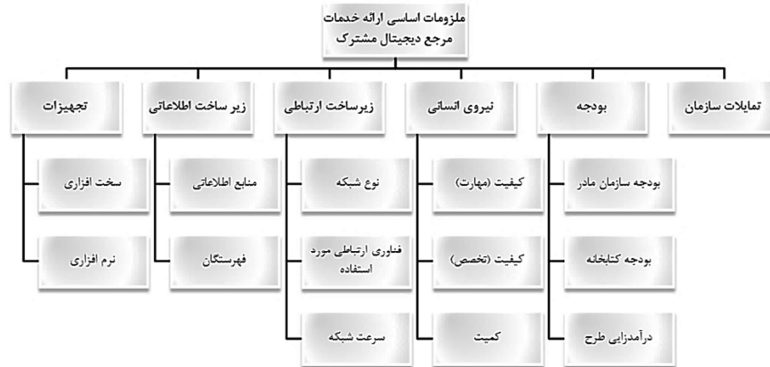 ملزومات اساسی ارائه خدمات
مرجع دیجیتال مشترک
تمایلات سازمان
بودجه
نیروی انسانی
زیرساخت ارتباطی
زیر ساخت اطلاعاتی
تجهیزات
بودجه سازمان مادر
کیفیت (مهارت)
نوع شبکه
منابع اطلاعاتی
سخت افزاری
بودجه کتابخانه
کیفیت (تخصص)
فناوری ارتباطی مورد
استفاده
فهرستگان
نرم افزاری
درآمدزایی طرح
کمیت
سرعت شبکه